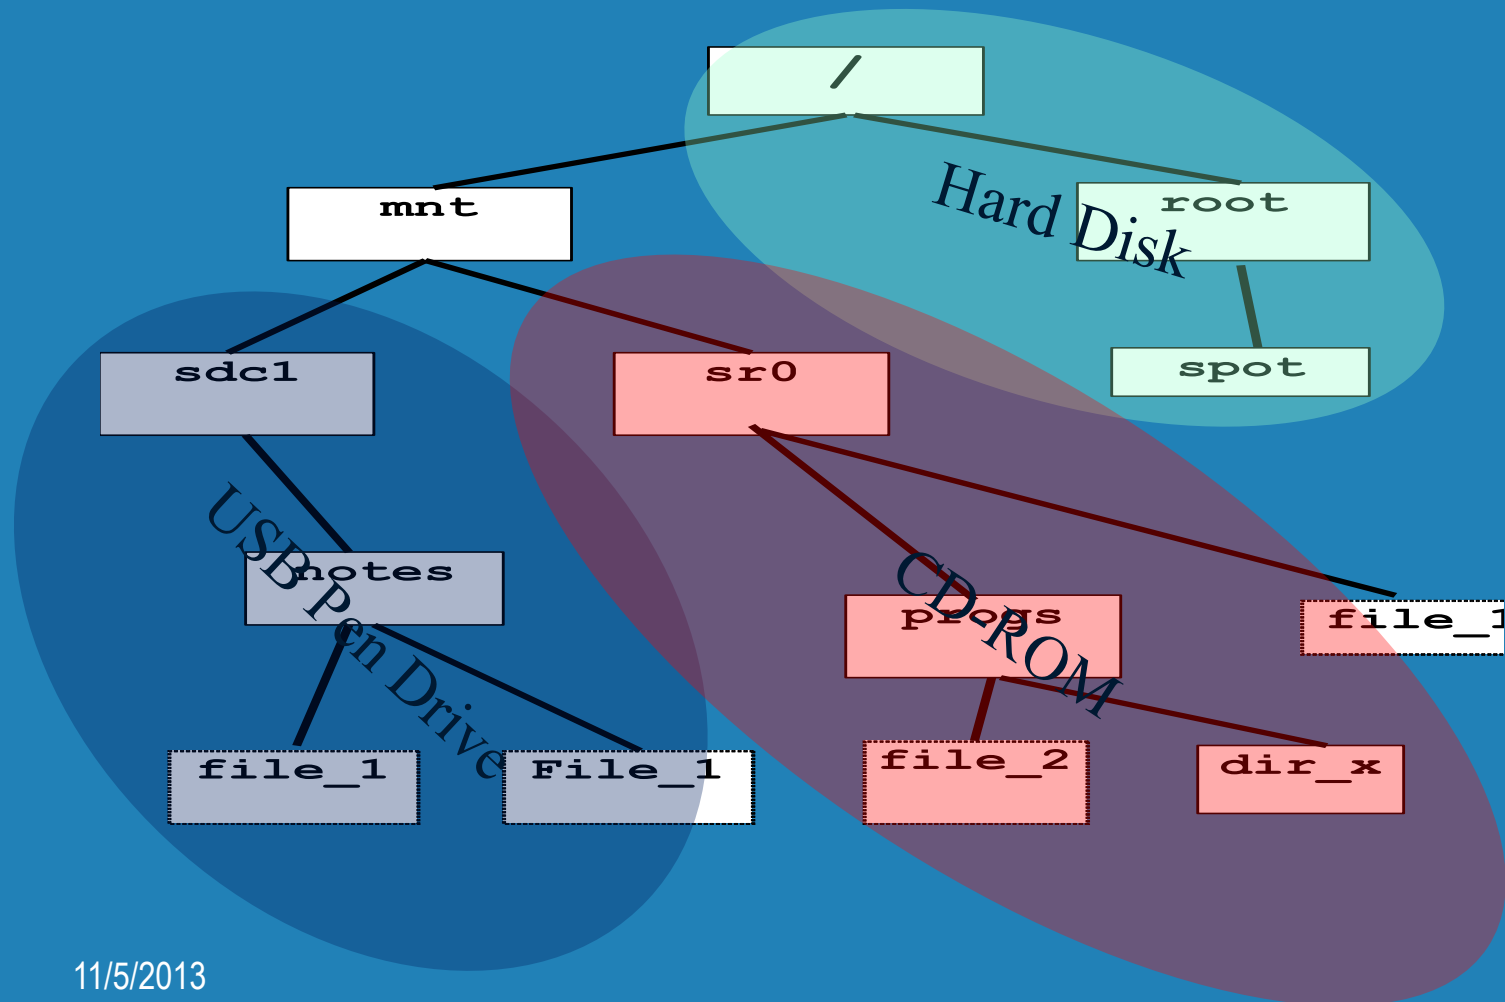 /
mnt
root
Hard Disk
sdc1
sr0
spot
USB Pen Drive
notes
CD-ROM
progs
file_1
file_1
File_1
file_2
dir_x
11/5/2013